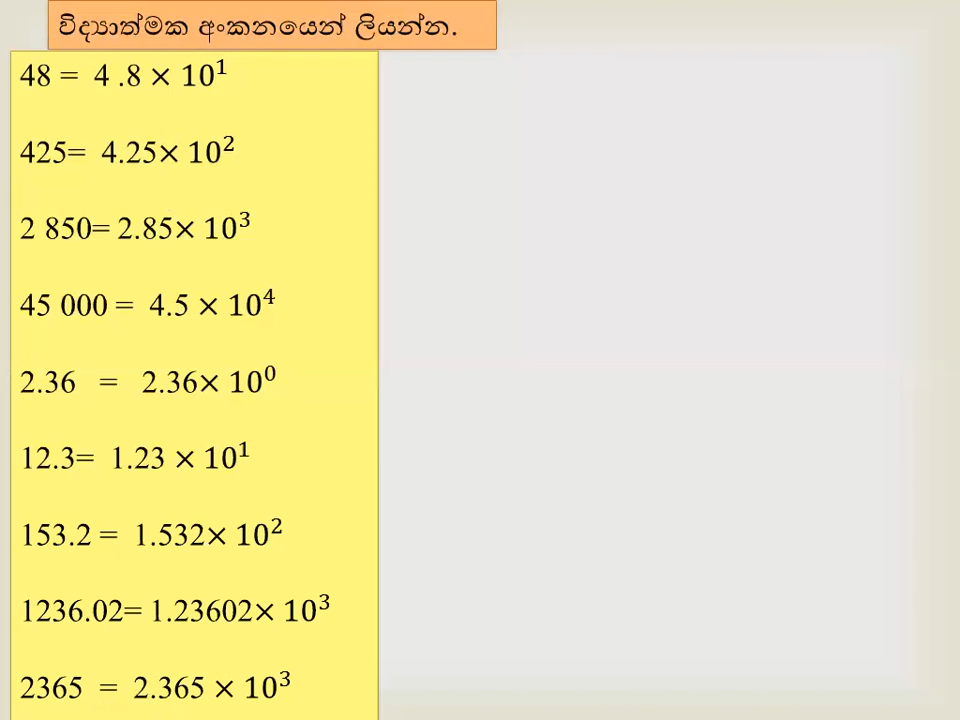 විද්‍යාත්මක අංකනයෙන් ලියන්න.
48 = 4 .8 × 10¹
425= 4.25× 10²
2 850= 2.85× 10³
45 000 = 4.5 × 10⁴
2.36 = 2.36× 10⁰
12.3= 1.23 × 10¹
153.2 = 1.532× 10²
1236.02= 1.23602× 10³
2365 = 2.365 × 10³